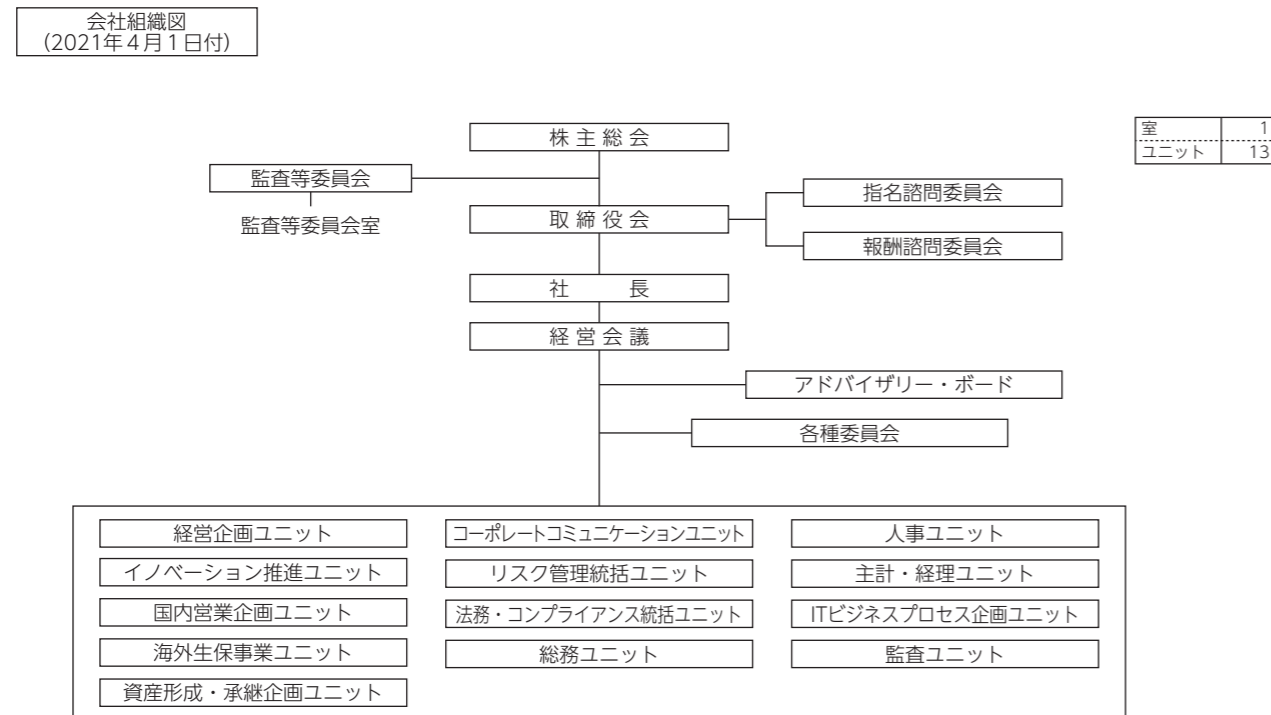 会社組織図
(2021年4月1日付)
室 1
ユニット 13
株主総会
監査等委員会
監査等委員会室
指名諮問委員会
取締役会
報酬諮問委員会
社 長
経営会議
アドバイザリー・ボード
各種委員会
経営企画ユニット
コーポレートコミュニケーションユニット
人事ユニット
イノベーション推進ユニット
リスク管理統括ユニット
主計・経理ユニット
国内営業企画ユニット
法務・コンプライアンス統括ユニット
ITビジネスプロセス企画ユニット
海外生保事業ユニット
総務ユニット
監査ユニット
資産形成・承継企画ユニット